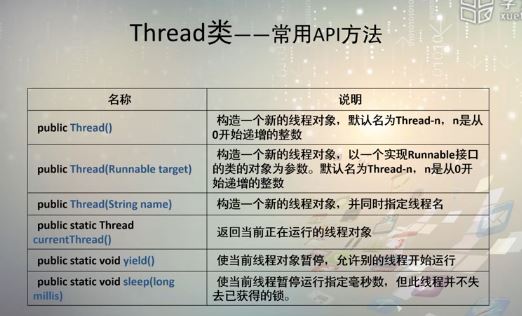 Thread类——常用API方法
名称
说明
public Thread()
构造一个新的线程对象，默认名为Thread-n，n是从
0开始递增的整数
public Thread(Runnable target)
构造一个新的线程对象，以一个实现Runnable接口
的类的对象为参数。默认名为Thread-n，n是从0开
始递增的整数
public Thread(String name)
构造一个新的线程对象，并同时指定线程名
public static Thread
currentThread()
返回当前正在运行的线程对象
public static void yield()
使当前线程对象暂停，允许别的线程开始运行
public static void sleep(long
millis)
使当前线程暂停运行指定毫秒数，但此线程并不失
去已获得的锁。